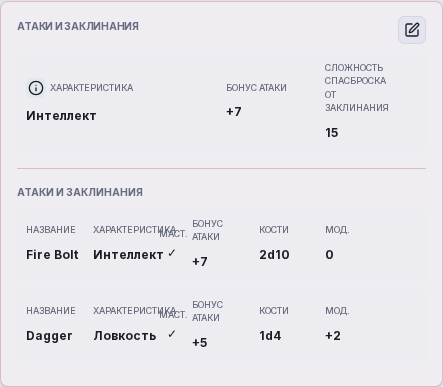 АТАКИ И ЗАКЛИНАНИЯ
ХАРАКТЕРИСТИКА
Интеллект
БОНУС АТАКИ
+7
СЛОЖНОСТЬ
СПАСБРОСКА
ОТ
ЗАКЛИНАНИЯ
15
АТАКИ И ЗАКЛИНАНИЯ
НАЗВАНИЕ
Fire Bolt
ХАРАКТЕРИСТИКА
Интеллект
МАСТ.
✓
БОНУС
АТАКИ
+7
КОСТИ
2d10
МОД.
0
НАЗВАНИЕ
Dagger
ХАРАКТЕРИСТИКА
Ловкость
МАСТ.
✓
БОНУС
АТАКИ
+5
КОСТИ
1d4
МОД.
+2